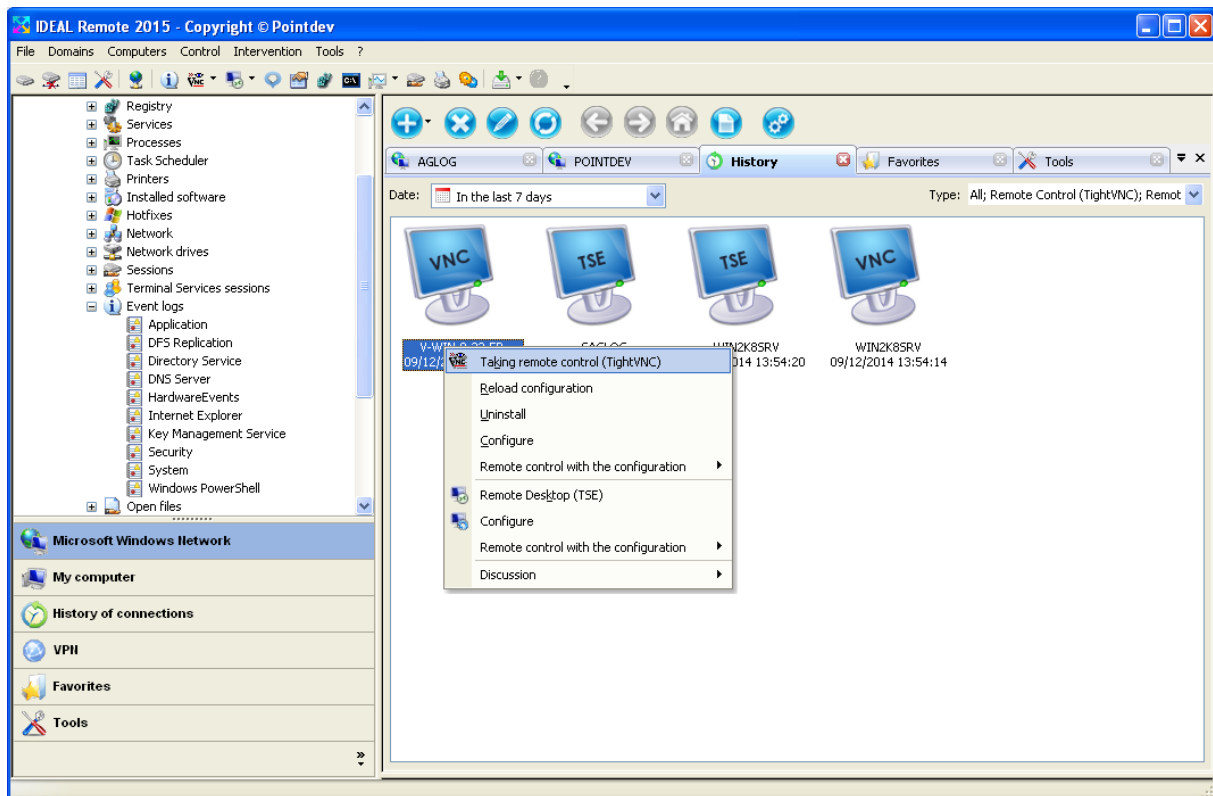 IDEAL Remote 2015 - Copyright © Pointdev
File Domains Computers Control Intervention Tools ?
Registry
Services
Processes
Task Scheduler
Printers
Installed software
Hotfixes
Network
Network drives
Sessions
Terminal Services sessions
Event logs
Application
DFS Replication
Directory Service
DNS Server
HardwareEvents
Internet Explorer
Key Management Service
Security
System
Windows PowerShell
Open files
Microsoft Windows Network
My computer
History of connections
VPN
Favorites
Tools
AGLOG POINTDEV History Favorites Tools
Date: In the last 7 days Type: All; Remote Control (TightVNC); Remot
VNC TSE TSE VNC
WIN2K8SRV WIN2K8SRV
09/12/ 014 13:54:20 09/12/2014 13:54:14
Taking remote control (TightVNC)
Reload configuration
Uninstall
Configure
Remote control with the configuration
Remote Desktop (TSE)
Configure
Remote control with the configuration
Discussion